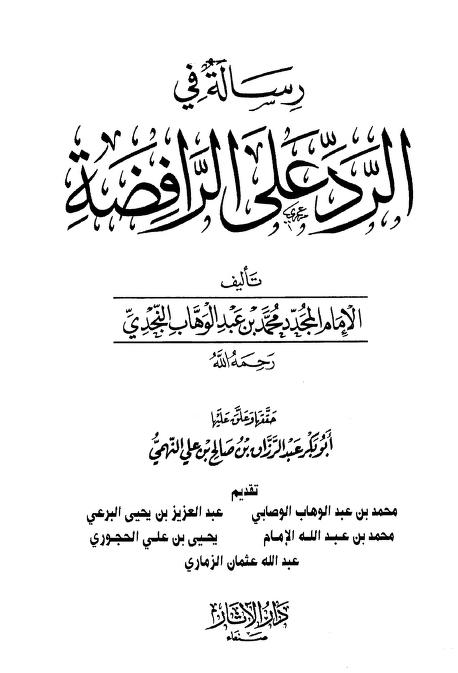 رسالة في
الرد على الرافضة
تأليف
الإمام المجدد محمد بن عبد الوهاب النجدي
رحمه الله
حققها وعلق عليها
أبو بكر عبد الرزاق بن صالح بن علي النهمي
تقديم
محمد بن عبد الوهاب الوصابي عبد العزيز بن يحيى البرعي
محمد بن عبد الله الإمام يحيى بن علي الحجوري
عبد الله عثمان الذماري
دار الآثار
صنعاء